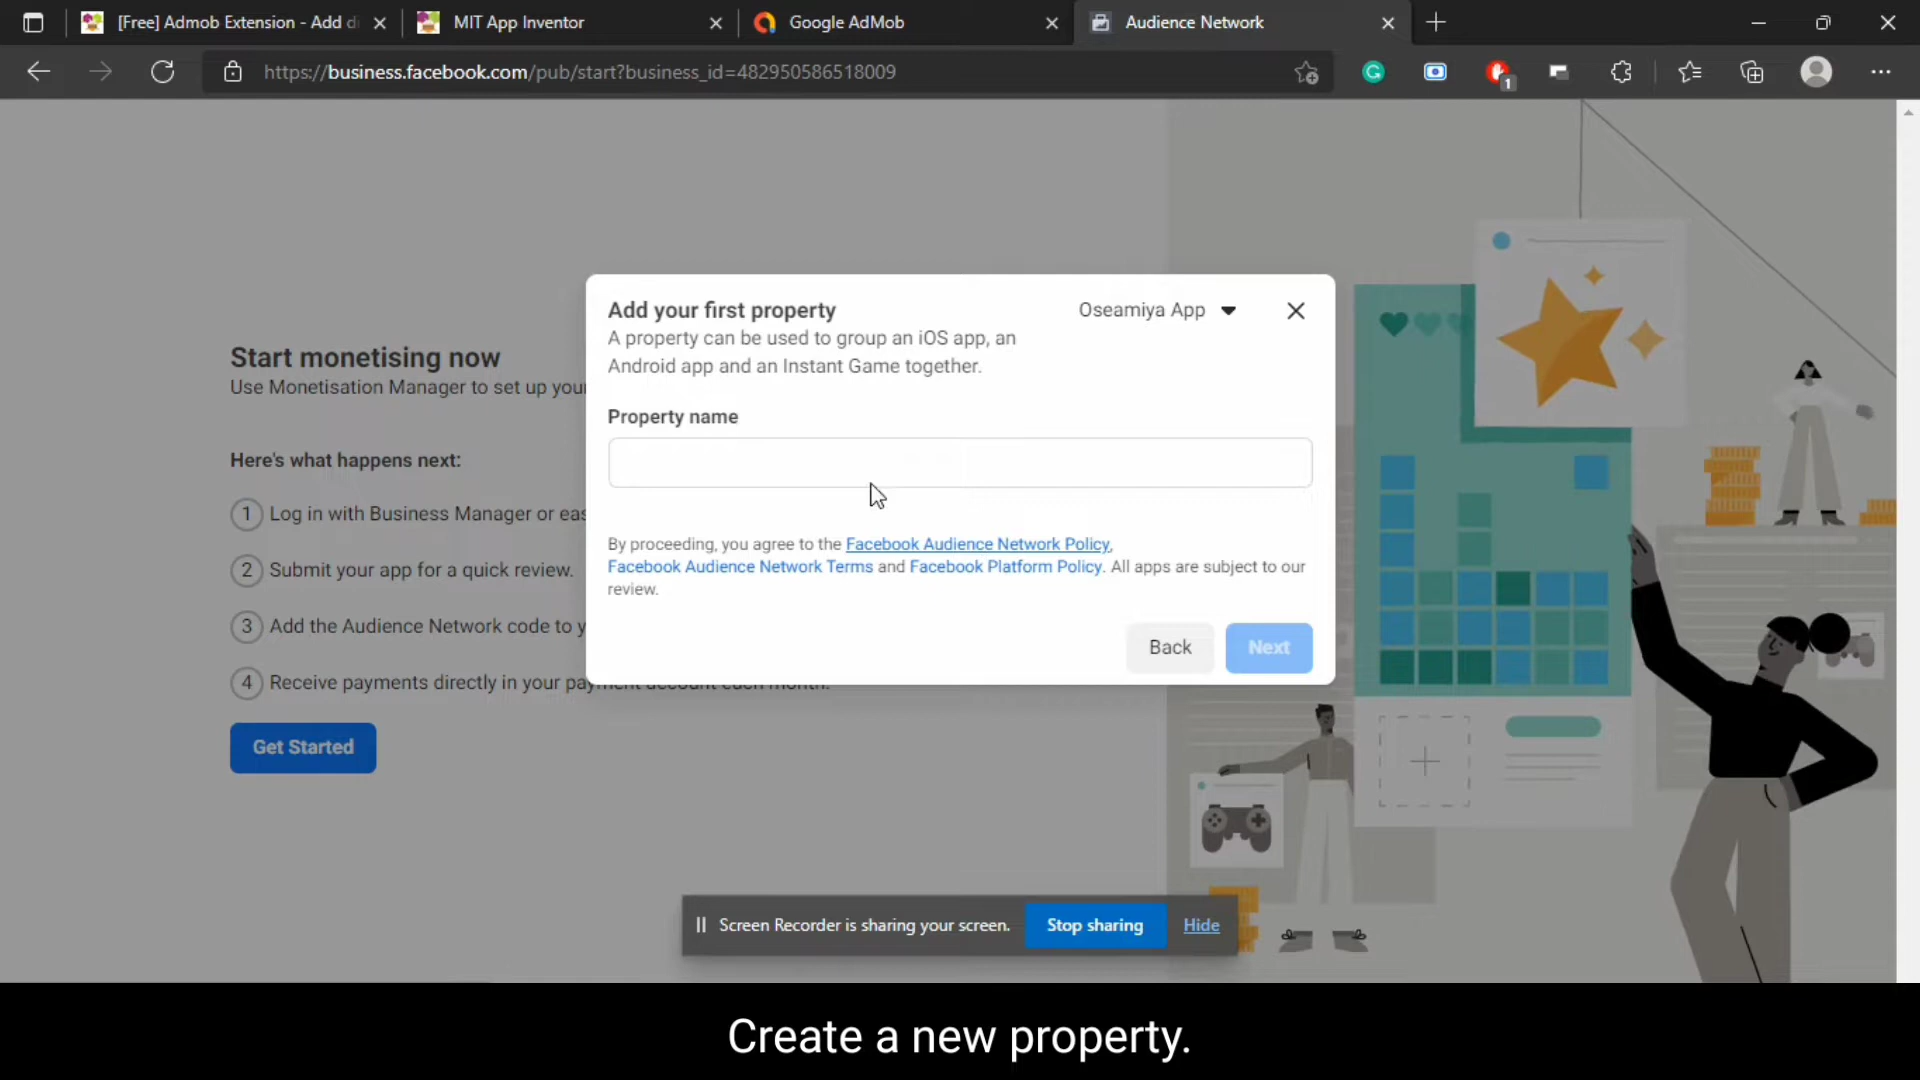 [Free] Admob Extension - Add d
MIT App Inventor
Google AdMob
Audience Network
https://business.facebook.com/pub/start?business_id=482950586518009
1
Add your first property
Oseamiya App
A property can be used to group an iOS app, an
Android app and an Instant Game together.
Property name
By proceeding, you agree to the Facebook Audience Network Policy,
Facebook Audience Network Terms and Facebook Platform Policy. All apps are subject to our
review.
Back
Next
Start monetising now
Use Monetisation Manager to set up your
Here's what happens next:
1 Log in with Business Manager or eas
2 Submit your app for a quick review.
3 Add the Audience Network code to y
4 Receive payments directly in your payment account each month.
Get Started
Screen Recorder is sharing your screen.
Stop sharing
Hide
Create a new property.